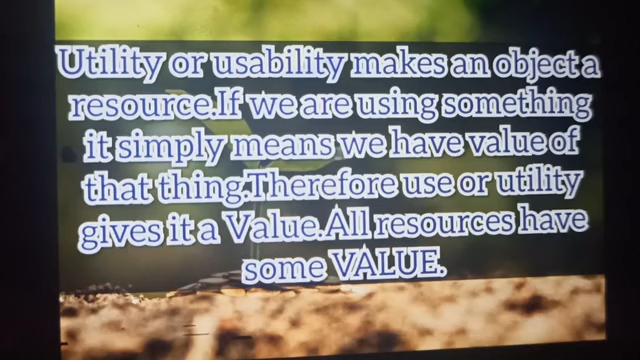 Utility or usability makes an object a
resource.If we are using something
it simply means we have value of
that thing.Therefore use or utility
gives it a Value.All resources have
some VALUE.